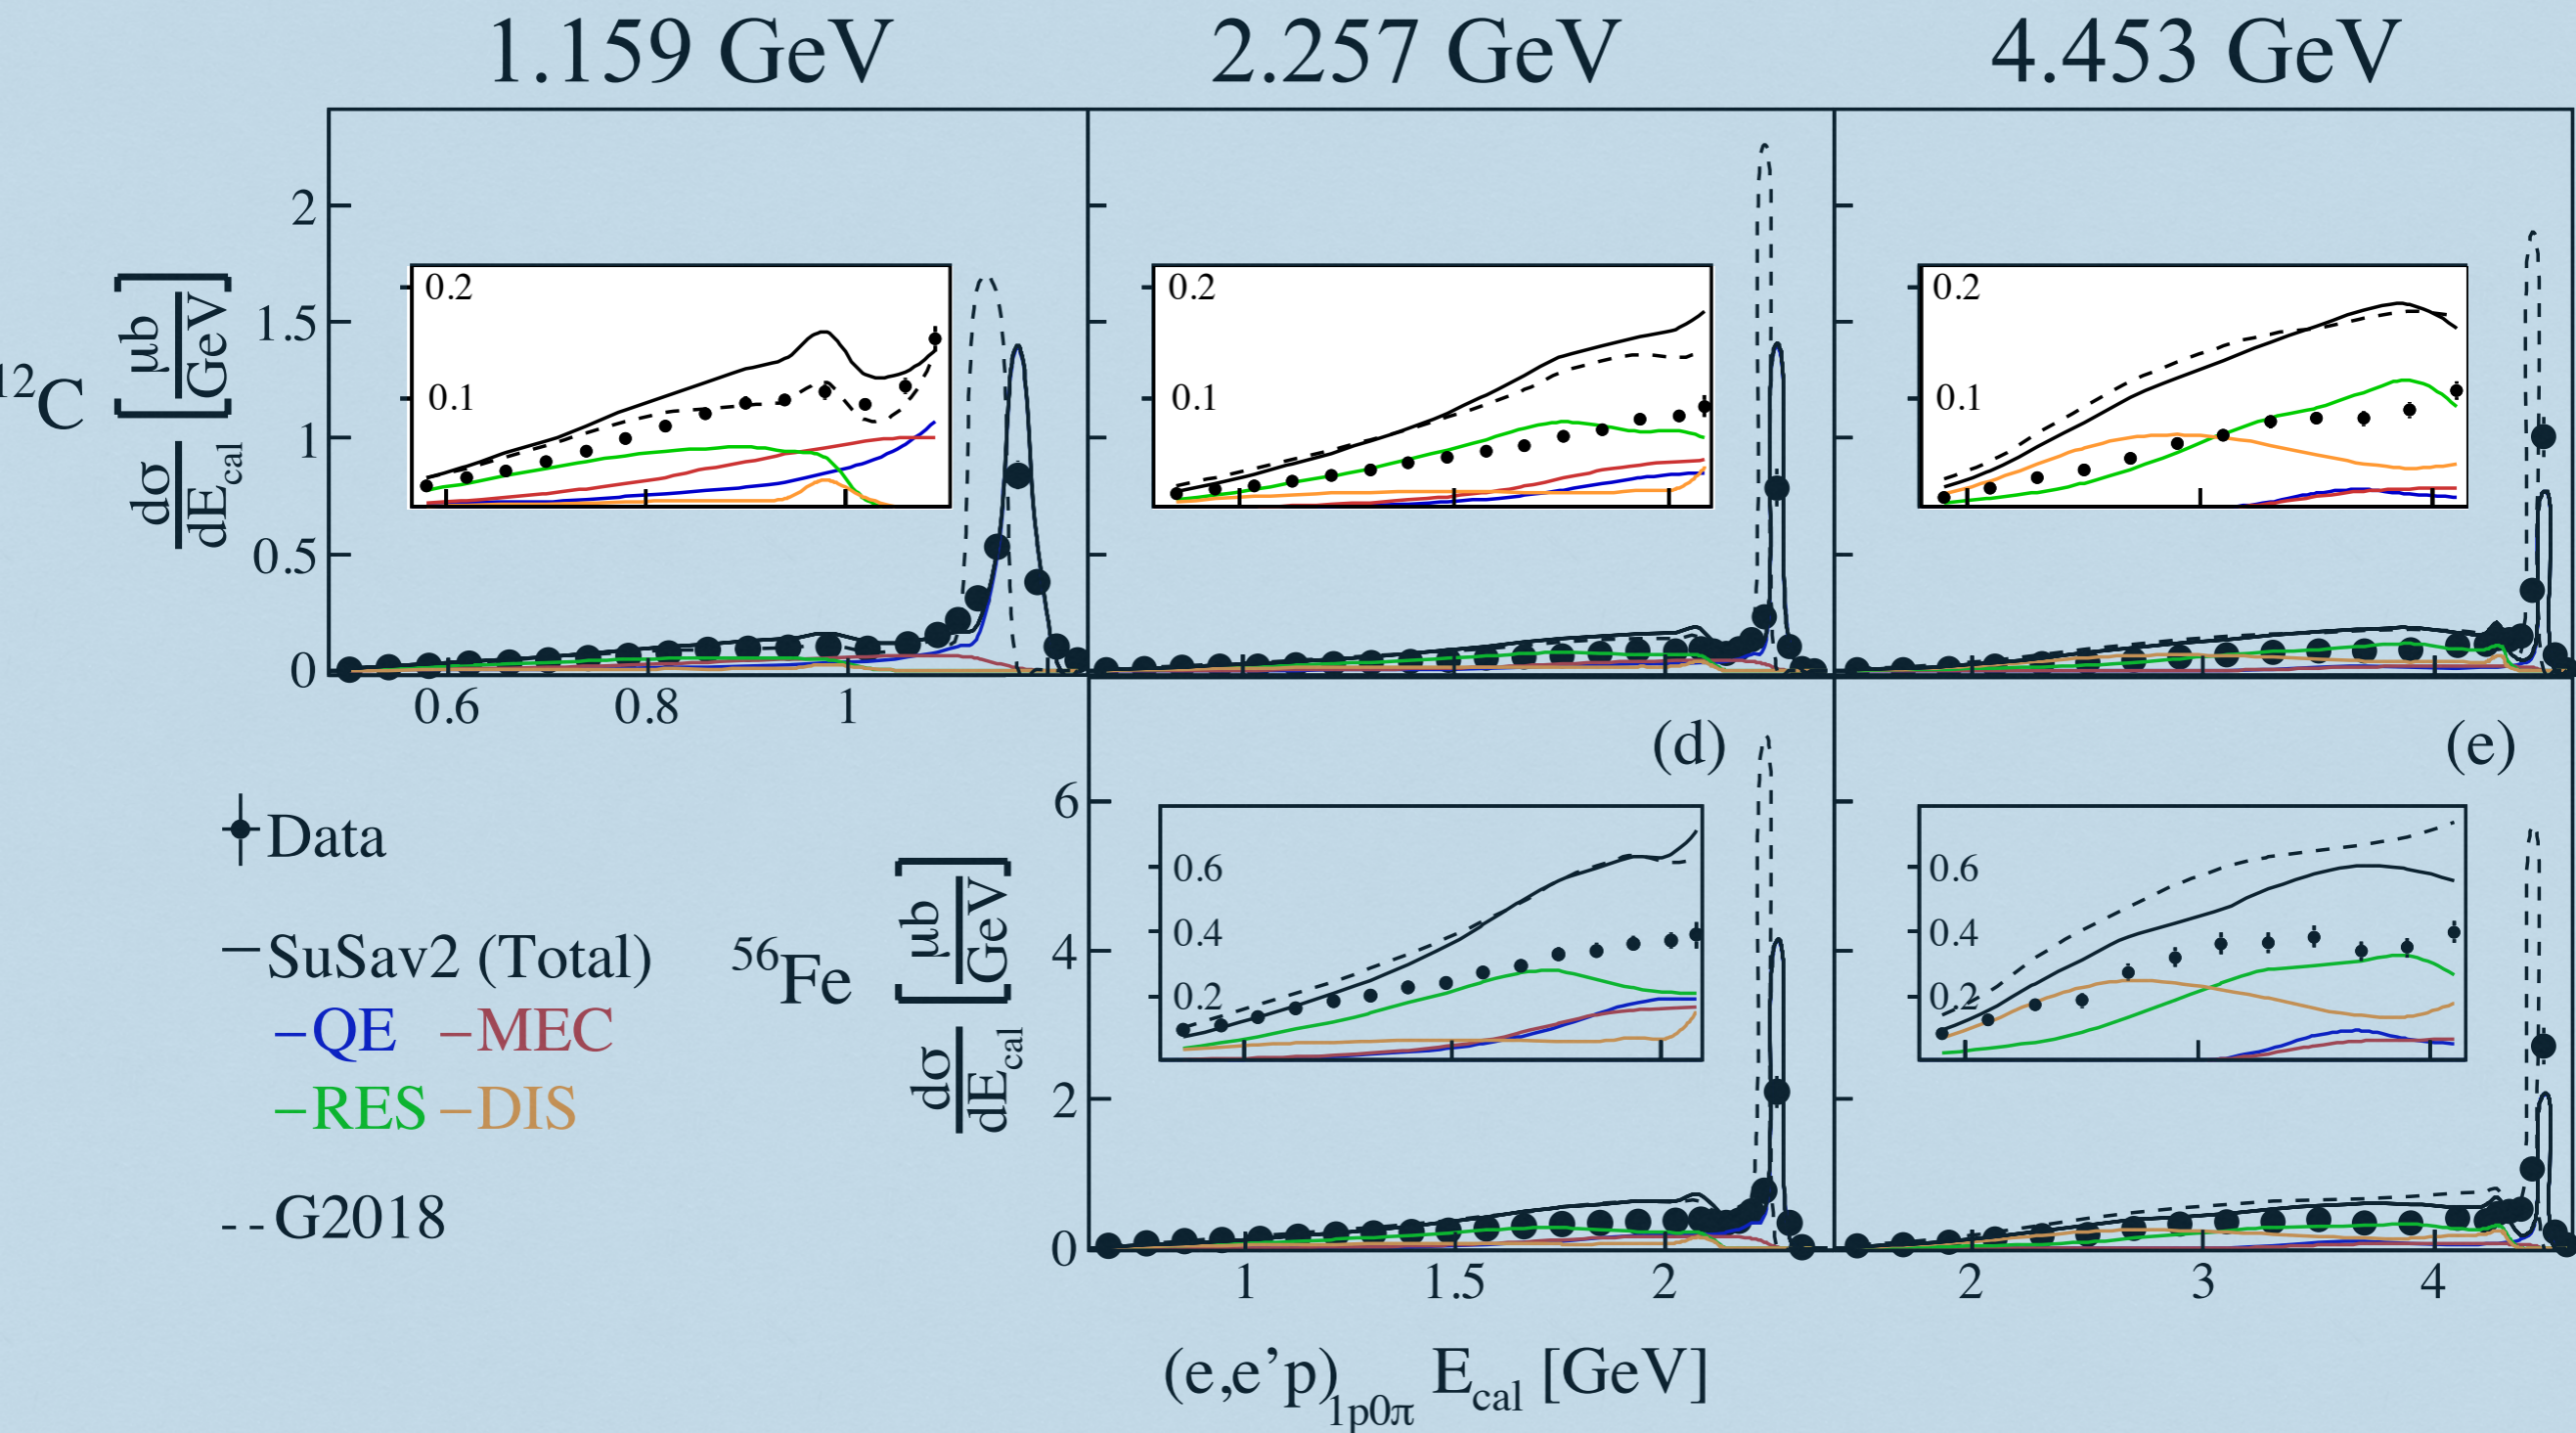 1.159 GeV 2.257 GeV 4.453 GeV
12C dσ/dE_cal [μb/GeV]
2
1.5
1
0.5
0
0.2
0.1
0.2
0.1
0.2
0.1
0.6 0.8 1
(d) (e)
Data
SuSav2 (Total)
QE MEC
RES DIS
G2018
56Fe dσ/dE_cal [μb/GeV]
6
4
2
0
0.6
0.4
0.2
0.6
0.4
0.2
1 1.5 2 2 3 4
(e,e’p)1p0π E_cal [GeV]